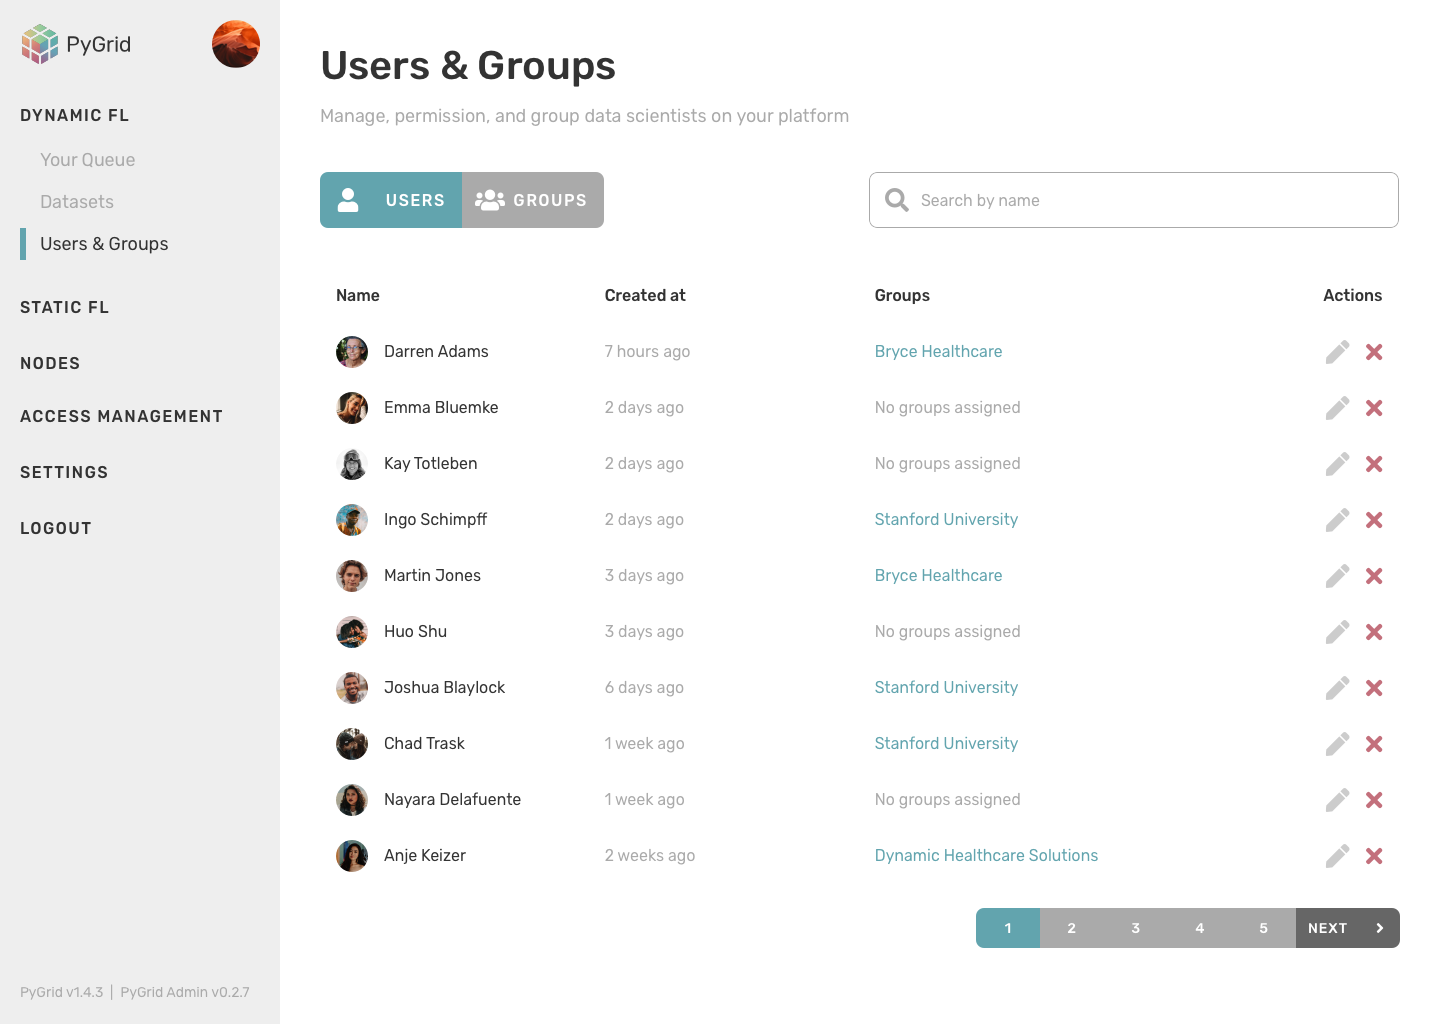 PyGrid
DYNAMIC FL
Your Queue
Datasets
Users & Groups
STATIC FL
NODES
ACCESS MANAGEMENT
SETTINGS
LOGOUT
PyGrid v1.4.3 | PyGrid Admin v0.2.7
Users & Groups
Manage, permission, and group data scientists on your platform
USERS GROUPS Search by name
Name Created at Groups Actions
Darren Adams 7 hours ago Bryce Healthcare
Emma Bluemke 2 days ago No groups assigned
Kay Totleben 2 days ago No groups assigned
Ingo Schimpff 2 days ago Stanford University
Martin Jones 3 days ago Bryce Healthcare
Huo Shu 3 days ago No groups assigned
Joshua Blaylock 6 days ago Stanford University
Chad Trask 1 week ago Stanford University
Nayara Delafuente 1 week ago No groups assigned
Anje Keizer 2 weeks ago Dynamic Healthcare Solutions
1 2 3 4 5 NEXT